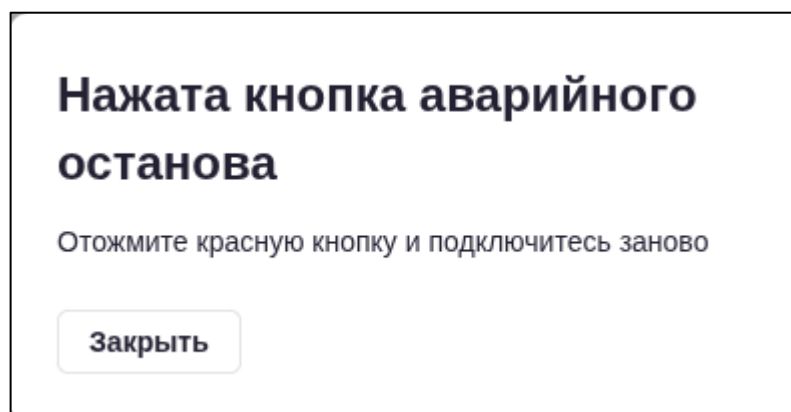 Нажата кнопка аварийного
останова
Отожмите красную кнопку и подключитесь заново
Закрыть